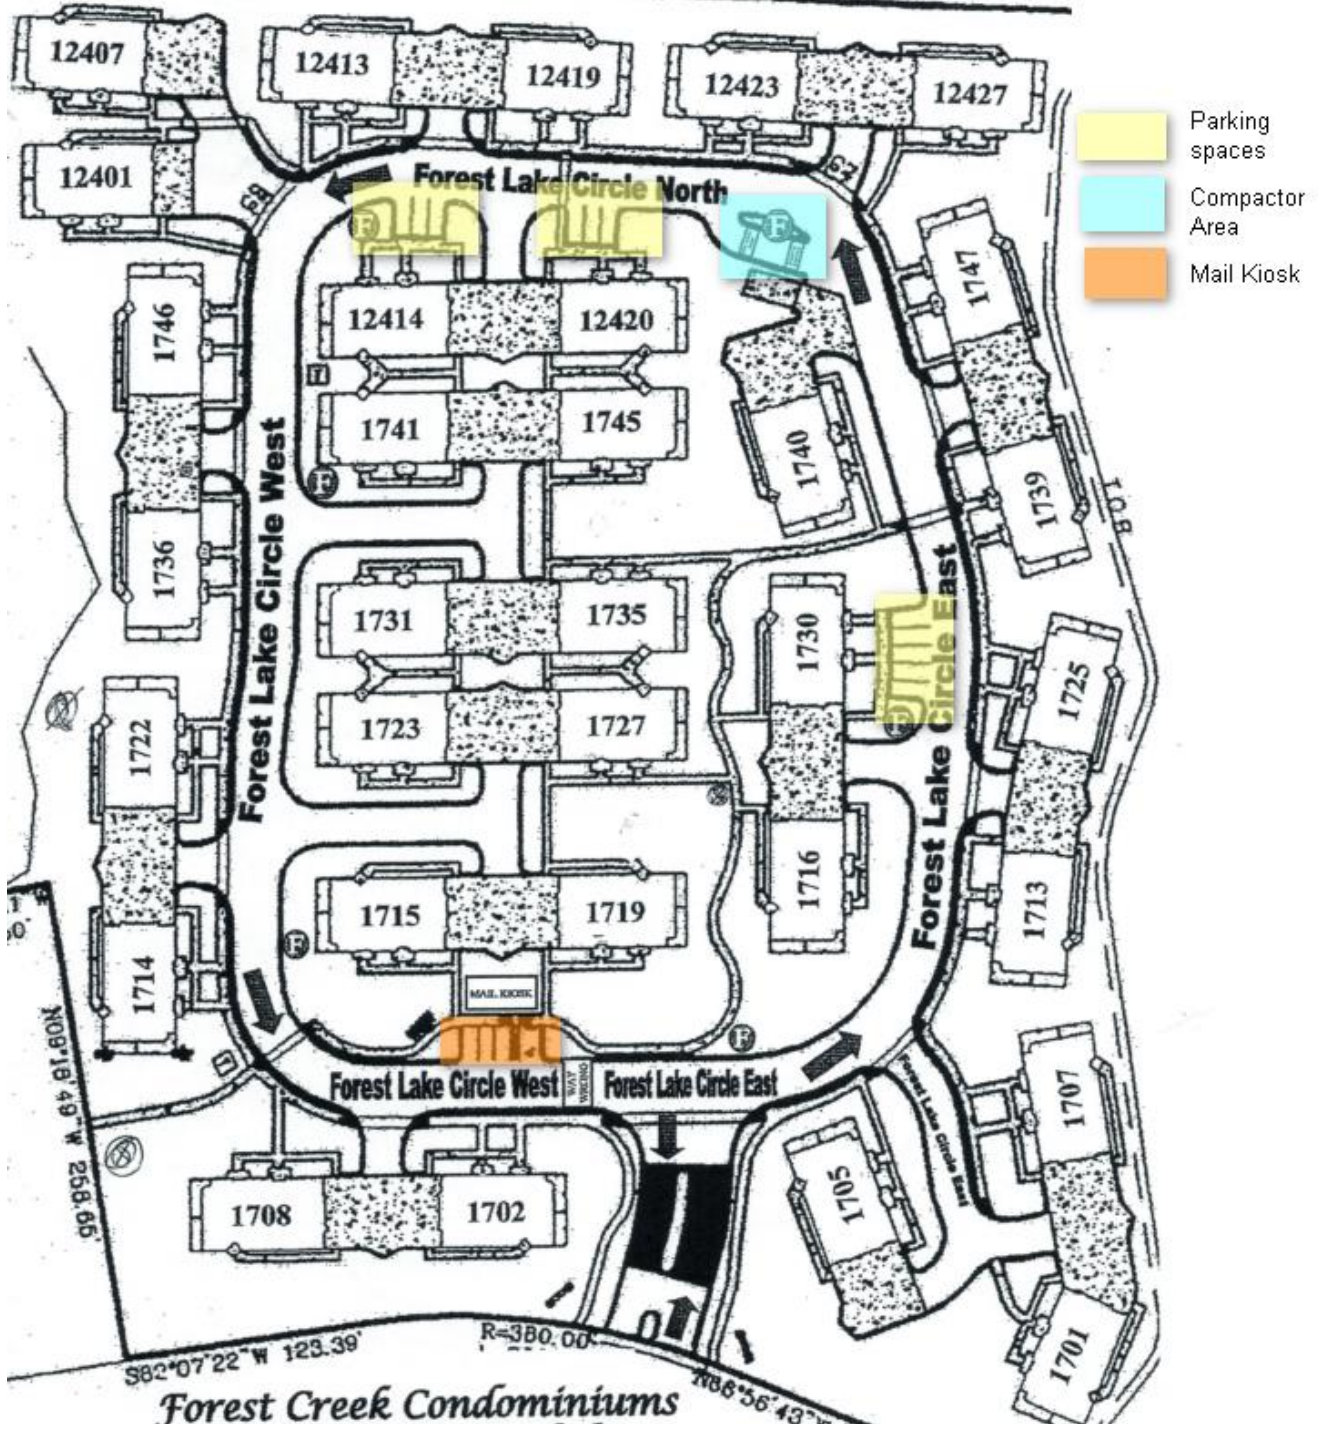 12407
12413
12419
12423
12427
Parking
spaces
12401
Forest Lake Circle North
Compactor
Area
Mail Kiosk
1747
1746
12414
12420
1741
1745
1740
1739
Forest Lake Circle West
1736
1731
1735
1730
Forest Lake Circle East
1725
1722
1723
1727
1716
1713
1715
1719
1714
MAIL KIOSK
Forest Lake Circle West
WRONG
WAY
Forest Lake Circle East
Forest Lake Circle East
1707
N09°18'49"W 258.66'
1705
1708
1702
1701
S82°07'22"W 123.39'
R=380.00'
Forest Creek Condominiums